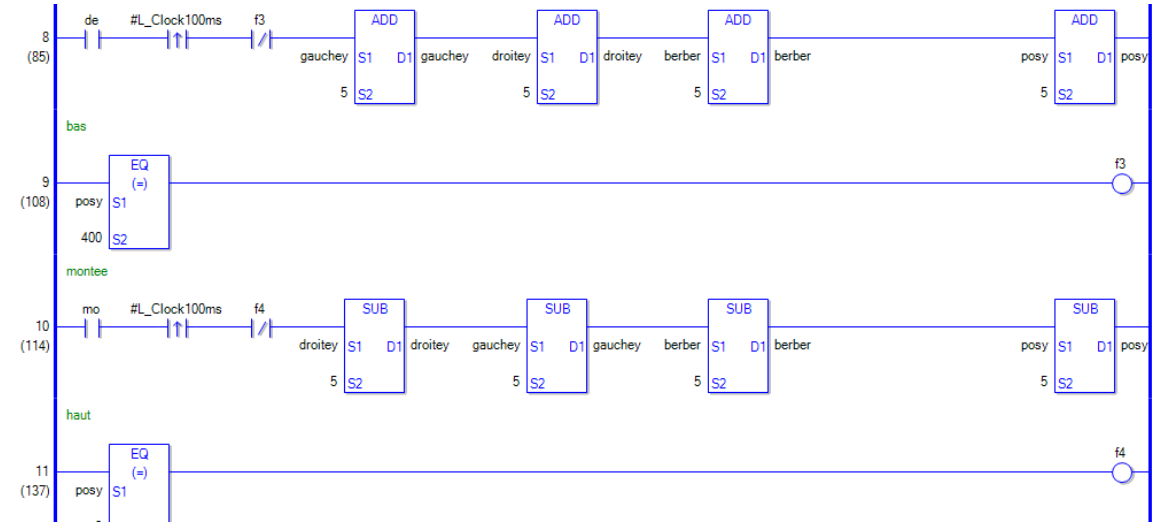 de #L_Clock100ms f3 ADD ADD ADD ADD
8
(85) gauchey S1 D1 gauchey droitey S1 D1 droitey berber S1 D1 berber posy S1 D1 posy
5 S2 5 S2 5 S2 5 S2
bas
EQ f3
9 (=)
(108) posy S1
400 S2
montee
mo #L_Clock100ms f4 SUB SUB SUB SUB
10
(114) droitey S1 D1 droitey gauchey S1 D1 gauchey berber S1 D1 berber posy S1 D1 posy
5 S2 5 S2 5 S2 5 S2
haut
EQ f4
11 (=)
(137) posy S1